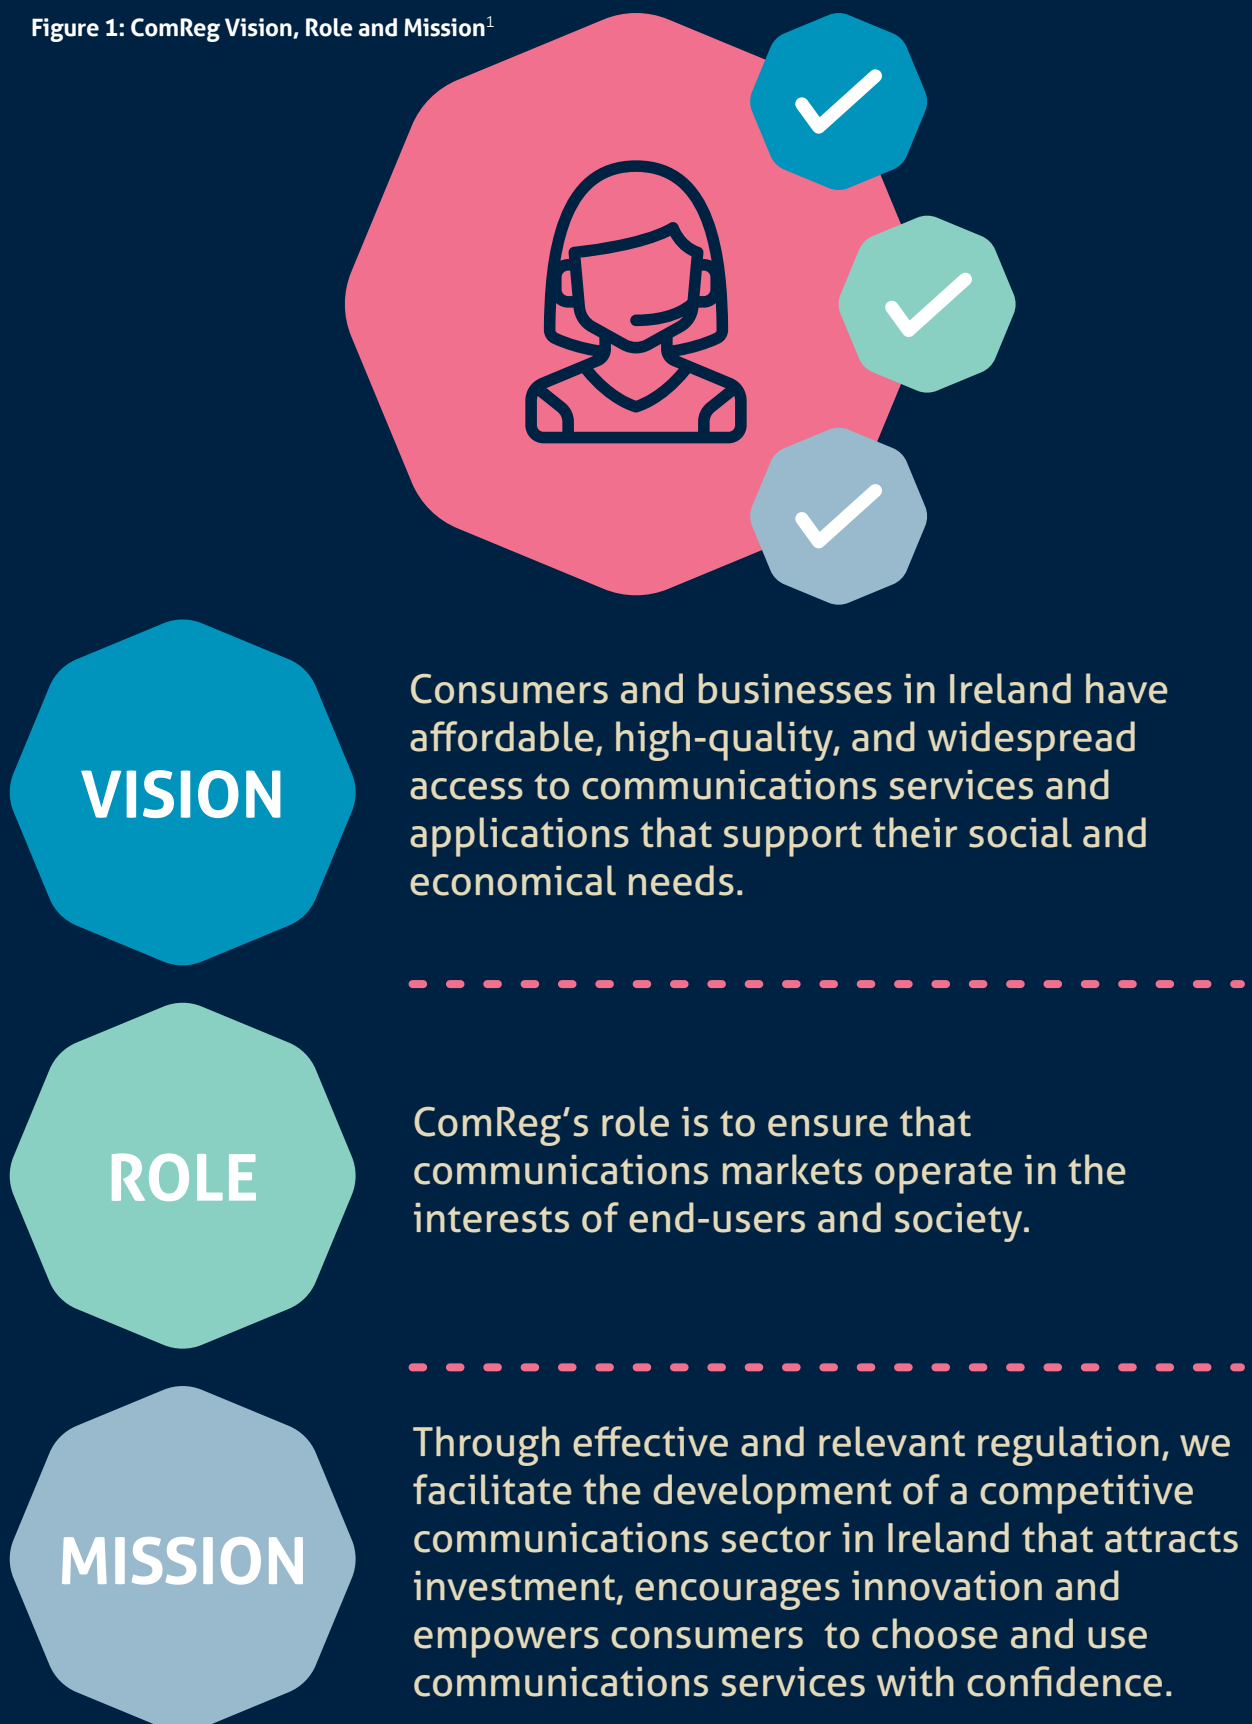 Figure 1: ComReg Vision, Role and Mission¹
VISION
Consumers and businesses in Ireland have
affordable, high-quality, and widespread
access to communications services and
applications that support their social and
economical needs.
ROLE
ComReg’s role is to ensure that
communications markets operate in the
interests of end-users and society.
MISSION
Through effective and relevant regulation, we
facilitate the development of a competitive
communications sector in Ireland that attracts
investment, encourages innovation and
empowers consumers  to choose and use
communications services with confidence.